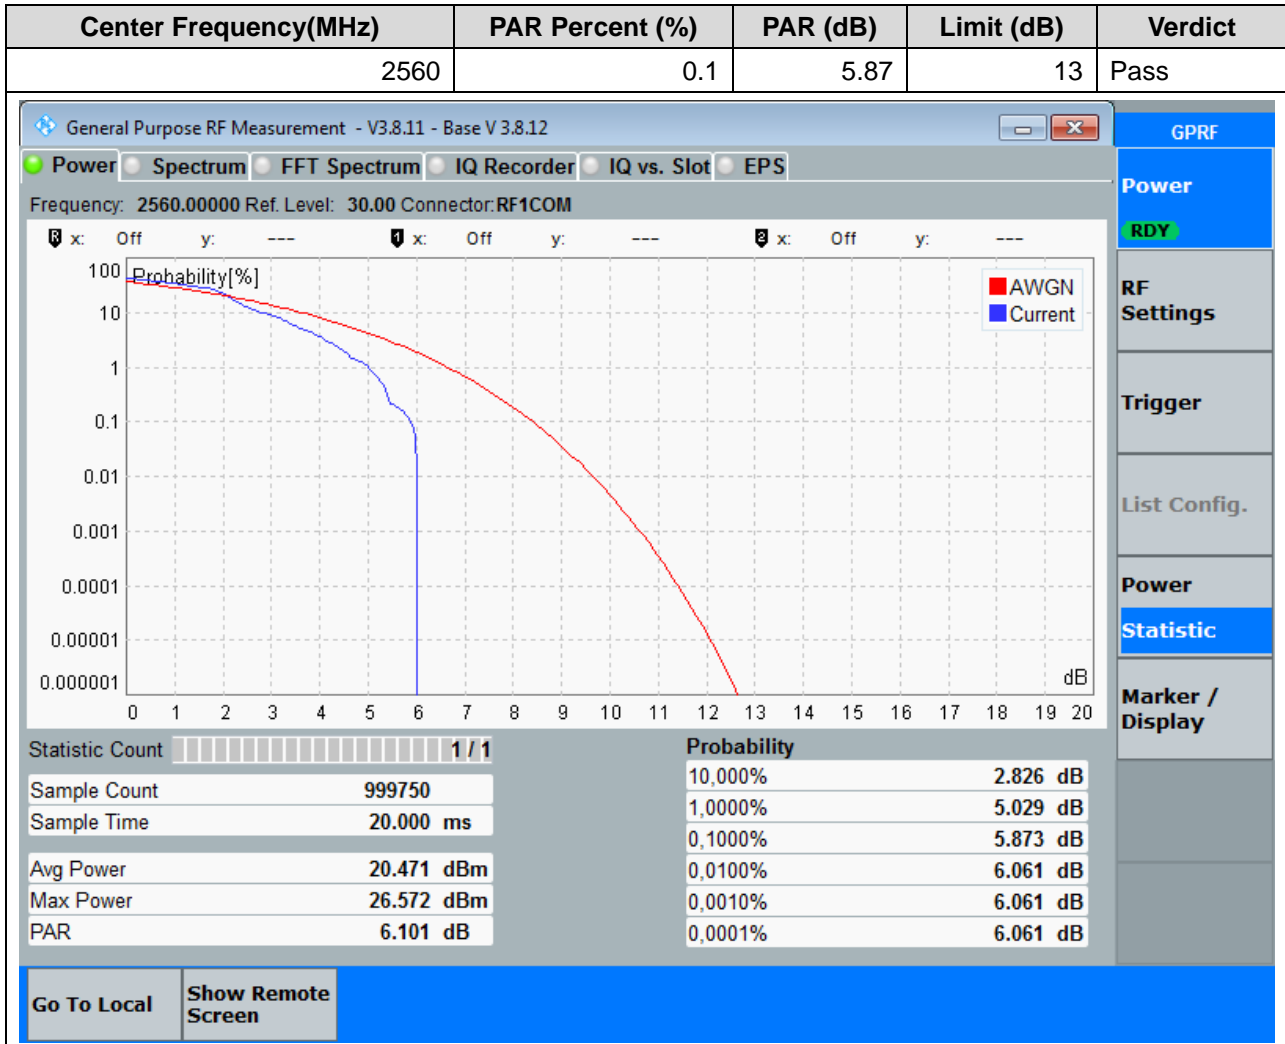 Center Frequency(MHz) PAR Percent (%) PAR (dB) Limit (dB) Verdict
2560 0.1 5.87 13 Pass
General Purpose RF Measurement - V3.8.11 - Base V 3.8.12
GPRF
Power Spectrum FFT Spectrum IQ Recorder IQ vs. Slot EPS
Frequency: 2560.00000 Ref. Level: 30.00 Connector: RF1COM
R x: Off y: --- 1 x: Off y: --- 2 x: Off y: ---
Probability[%]
100
10
1
0.1
0.01
0.001
0.0001
0.00001
0.000001
AWGN
Current
dB
0 1 2 3 4 5 6 7 8 9 10 11 12 13 14 15 16 17 18 19 20
Statistic Count 1 / 1
Sample Count 999750
Sample Time 20.000 ms
Avg Power 20.471 dBm
Max Power 26.572 dBm
PAR 6.101 dB
Probability
10,000% 2.826 dB
1,0000% 5.029 dB
0,1000% 5.873 dB
0,0100% 6.061 dB
0,0010% 6.061 dB
0,0001% 6.061 dB
Power
RDY
RF
Settings
Trigger
List Config.
Power
Statistic
Marker /
Display
Go To Local
Show Remote
Screen